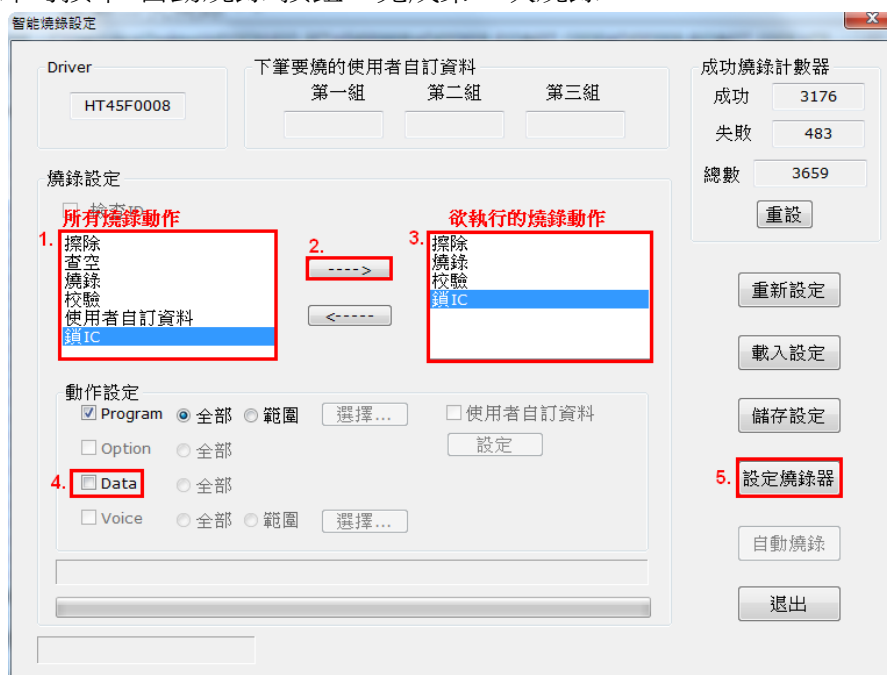 智能燒錄設定
Driver
HT45F0008
下筆要燒的使用者自訂資料
第一組 第二組 第三組
成功燒錄計數器
成功 3176
失敗 483
總數 3659
重設
燒錄設定
所有燒錄動作
1.
擦除
查空
燒錄
校驗
使用者自訂資料
鎖IC
2.
---->
<-----
欲執行的燒錄動作
3.
擦除
燒錄
校驗
鎖IC
重新設定
載入設定
儲存設定
5. 設定燒錄器
自動燒錄
退出
動作設定
Program 全部 範圍 選擇... 使用者自訂資料
Option 全部 設定
4. Data 全部
Voice 全部 範圍 選擇...